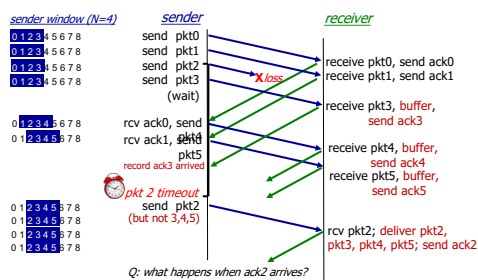 sender window (N=4)
sender
receiver
0 1 2 3 4 5 6 7 8
0 1 2 3 4 5 6 7 8
0 1 2 3 4 5 6 7 8
0 1 2 3 4 5 6 7 8
send pkt0
send pkt1
send pkt2
send pkt3
(wait)
X loss
receive pkt0, send ack0
receive pkt1, send ack1
receive pkt3, buffer,
send ack3
0 1 2 3 4 5 6 7 8
0 1 2 3 4 5 6 7 8
rcv ack0, send
pkt4
rcv ack1, send
pkt5
record ack3 arrived
receive pkt4, buffer,
send ack4
receive pkt5, buffer,
send ack5
pkt 2 timeout
0 1 2 3 4 5 6 7 8
0 1 2 3 4 5 6 7 8
0 1 2 3 4 5 6 7 8
0 1 2 3 4 5 6 7 8
send pkt2
(but not 3,4,5)
rcv pkt2; deliver pkt2,
pkt3, pkt4, pkt5; send ack2
Q: what happens when ack2 arrives?